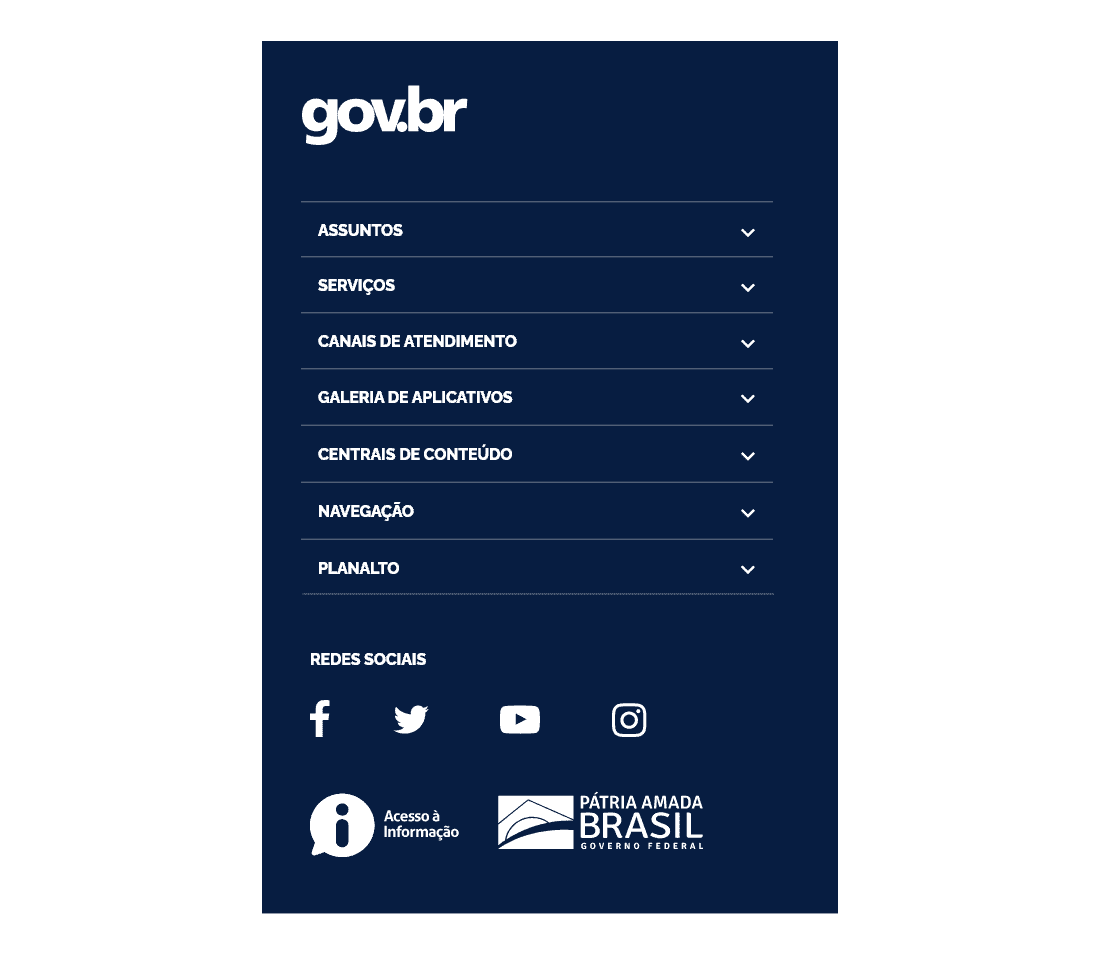 gov.br
ASSUNTOS
SERVIÇOS
CANAIS DE ATENDIMENTO
GALERIA DE APLICATIVOS
CENTRAIS DE CONTEÚDO
NAVEGAÇÃO
PLANALTO
REDES SOCIAIS
Acesso à
Informação
PÁTRIA AMADA
BRASIL
GOVERNO FEDERAL